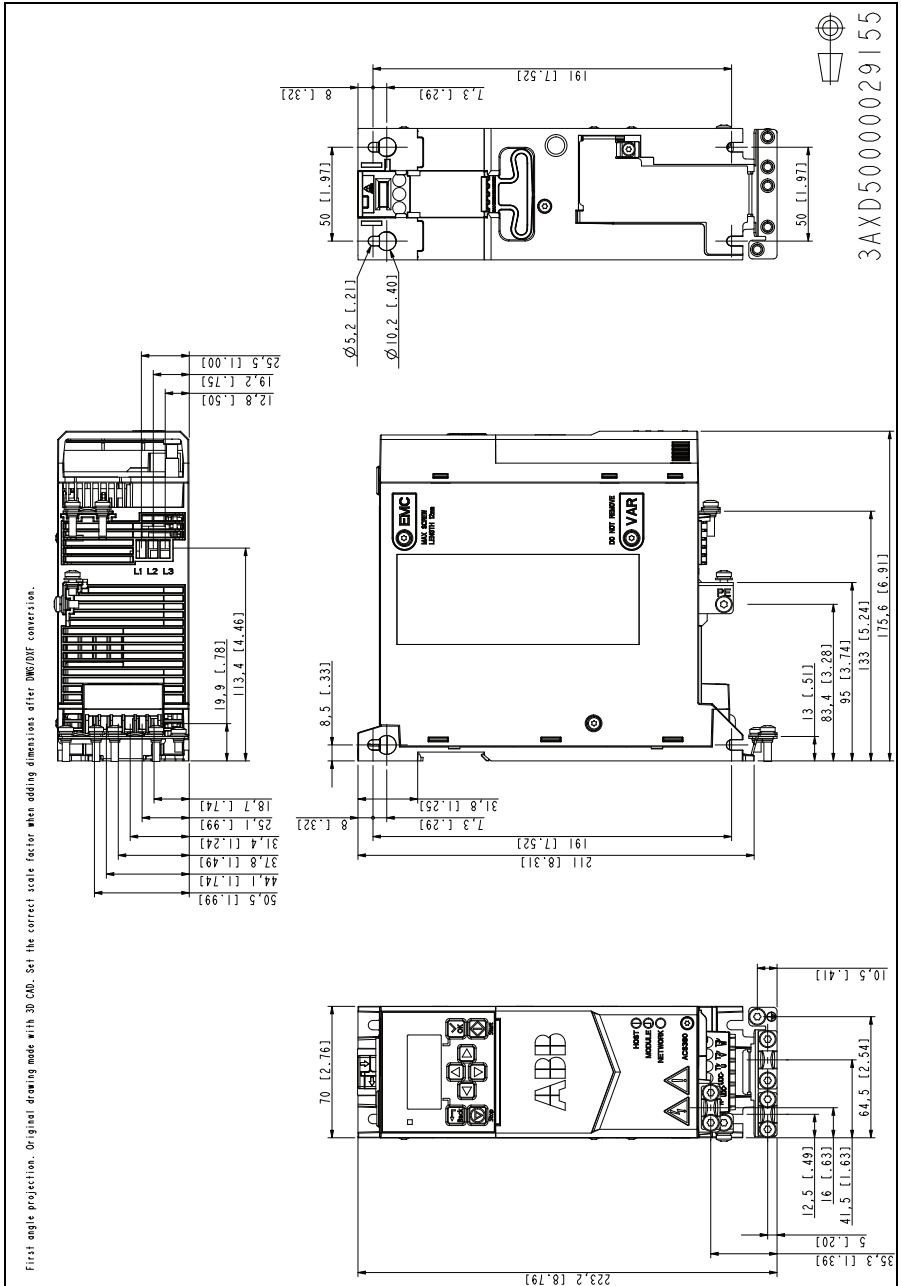 3AXD50000029155
191 [7.52]
8 [.32]
7,3 [.29]
50 [1.97]
50 [1.97]
Ø5,2 [.21]
Ø10,2 [.40]
25,5 [1.00]
19,2 [.75]
12,8 [.50]
L1 L2 L3
19,9 [.78]
113,4 [4.46]
18,7 [.74]
25,1 [.99]
31,4 [1.24]
37,8 [1.49]
44,1 [1.74]
50,5 [1.99]
EMC
MAX SCREW
DO NOT REMOVE
VAR
PE
8,5 [.33]
13 [.51]
83,4 [3.28]
95 [3.74]
133 [5.24]
175,6 [6.91]
31,8 [1.25]
8 [.32]
7,3 [.29]
191 [7.52]
211 [8.31]
10,5 [.41]
70 [2.76]
OK
Start
Back
Stop
ABB
HOST
MODULE
NETWORK
ACS380
64,5 [2.54]
12,5 [.49]
16 [.63]
41,5 [1.63]
5 [.20]
35,3 [1.39]
223,2 [8.79]
First angle projection. Original drawing made with 3D CAD. Set the correct scale factor when adding dimensions after DWG/DXF conversion.